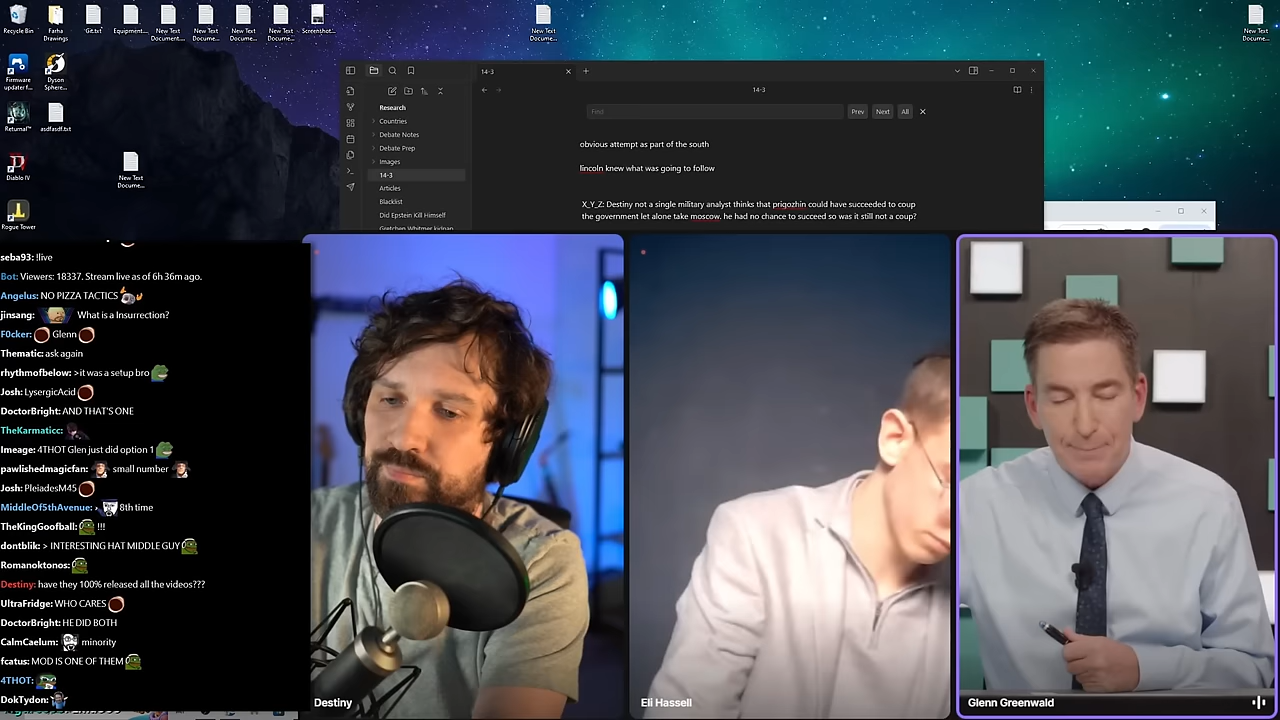 Recycle Bin
Farha Drawings
'Git.txt'
Equipment...
New Text Document...
New Text Docume...
New Text Docume...
New Text Docume...
Screenshot...
New Text Docume...
New Text Docume...
Firmware updater f...
Dyson Sphere...
Returnal™
asdfasdf.txt
Diablo IV
New Text Docume...
Rogue Tower
14-3
14-3
Find
Prev
Next
All
Research
Countries
Debate Notes
Debate Prep
Images
14-3
Articles
Blacklist
Did Epstein Kill Himself
Gretchen Whitmer kidnap
obvious attempt as part of the south
lincoln knew what was going to follow
X_Y_Z: Destiny not a single military analyst thinks that prigozhin could have succeeded to coup
the government let alone take moscow. he had no chance to succeed so was it still not a coup?
seba93: !live
Bot: Viewers: 18337. Stream live as of 6h 36m ago.
Angelus: NO PIZZA TACTICS
jinsang: What is a Insurrection?
F0cker: Glenn
Thematic: ask again
rhythmofbelow: >it was a setup bro
Josh: LysergicAcid
DoctorBright: AND THAT'S ONE
TheKarmaticc:
Imeage: 4THOT Glen just did option 1
pawlishedmagicfan: small number
Josh: PleiadesM45
MiddleOf5thAvenue: 8th time
TheKingGoofball: !!!
dontblik: > INTERESTING HAT MIDDLE GUY
Romanoktonos:
Destiny: have they 100% released all the videos???
UltraFridge: WHO CARES
DoctorBright: HE DID BOTH
CalmCaelum: minority
fcatus: MOD IS ONE OF THEM
4THOT:
DokTydon:
Destiny
Eli Hassell
Glenn Greenwald